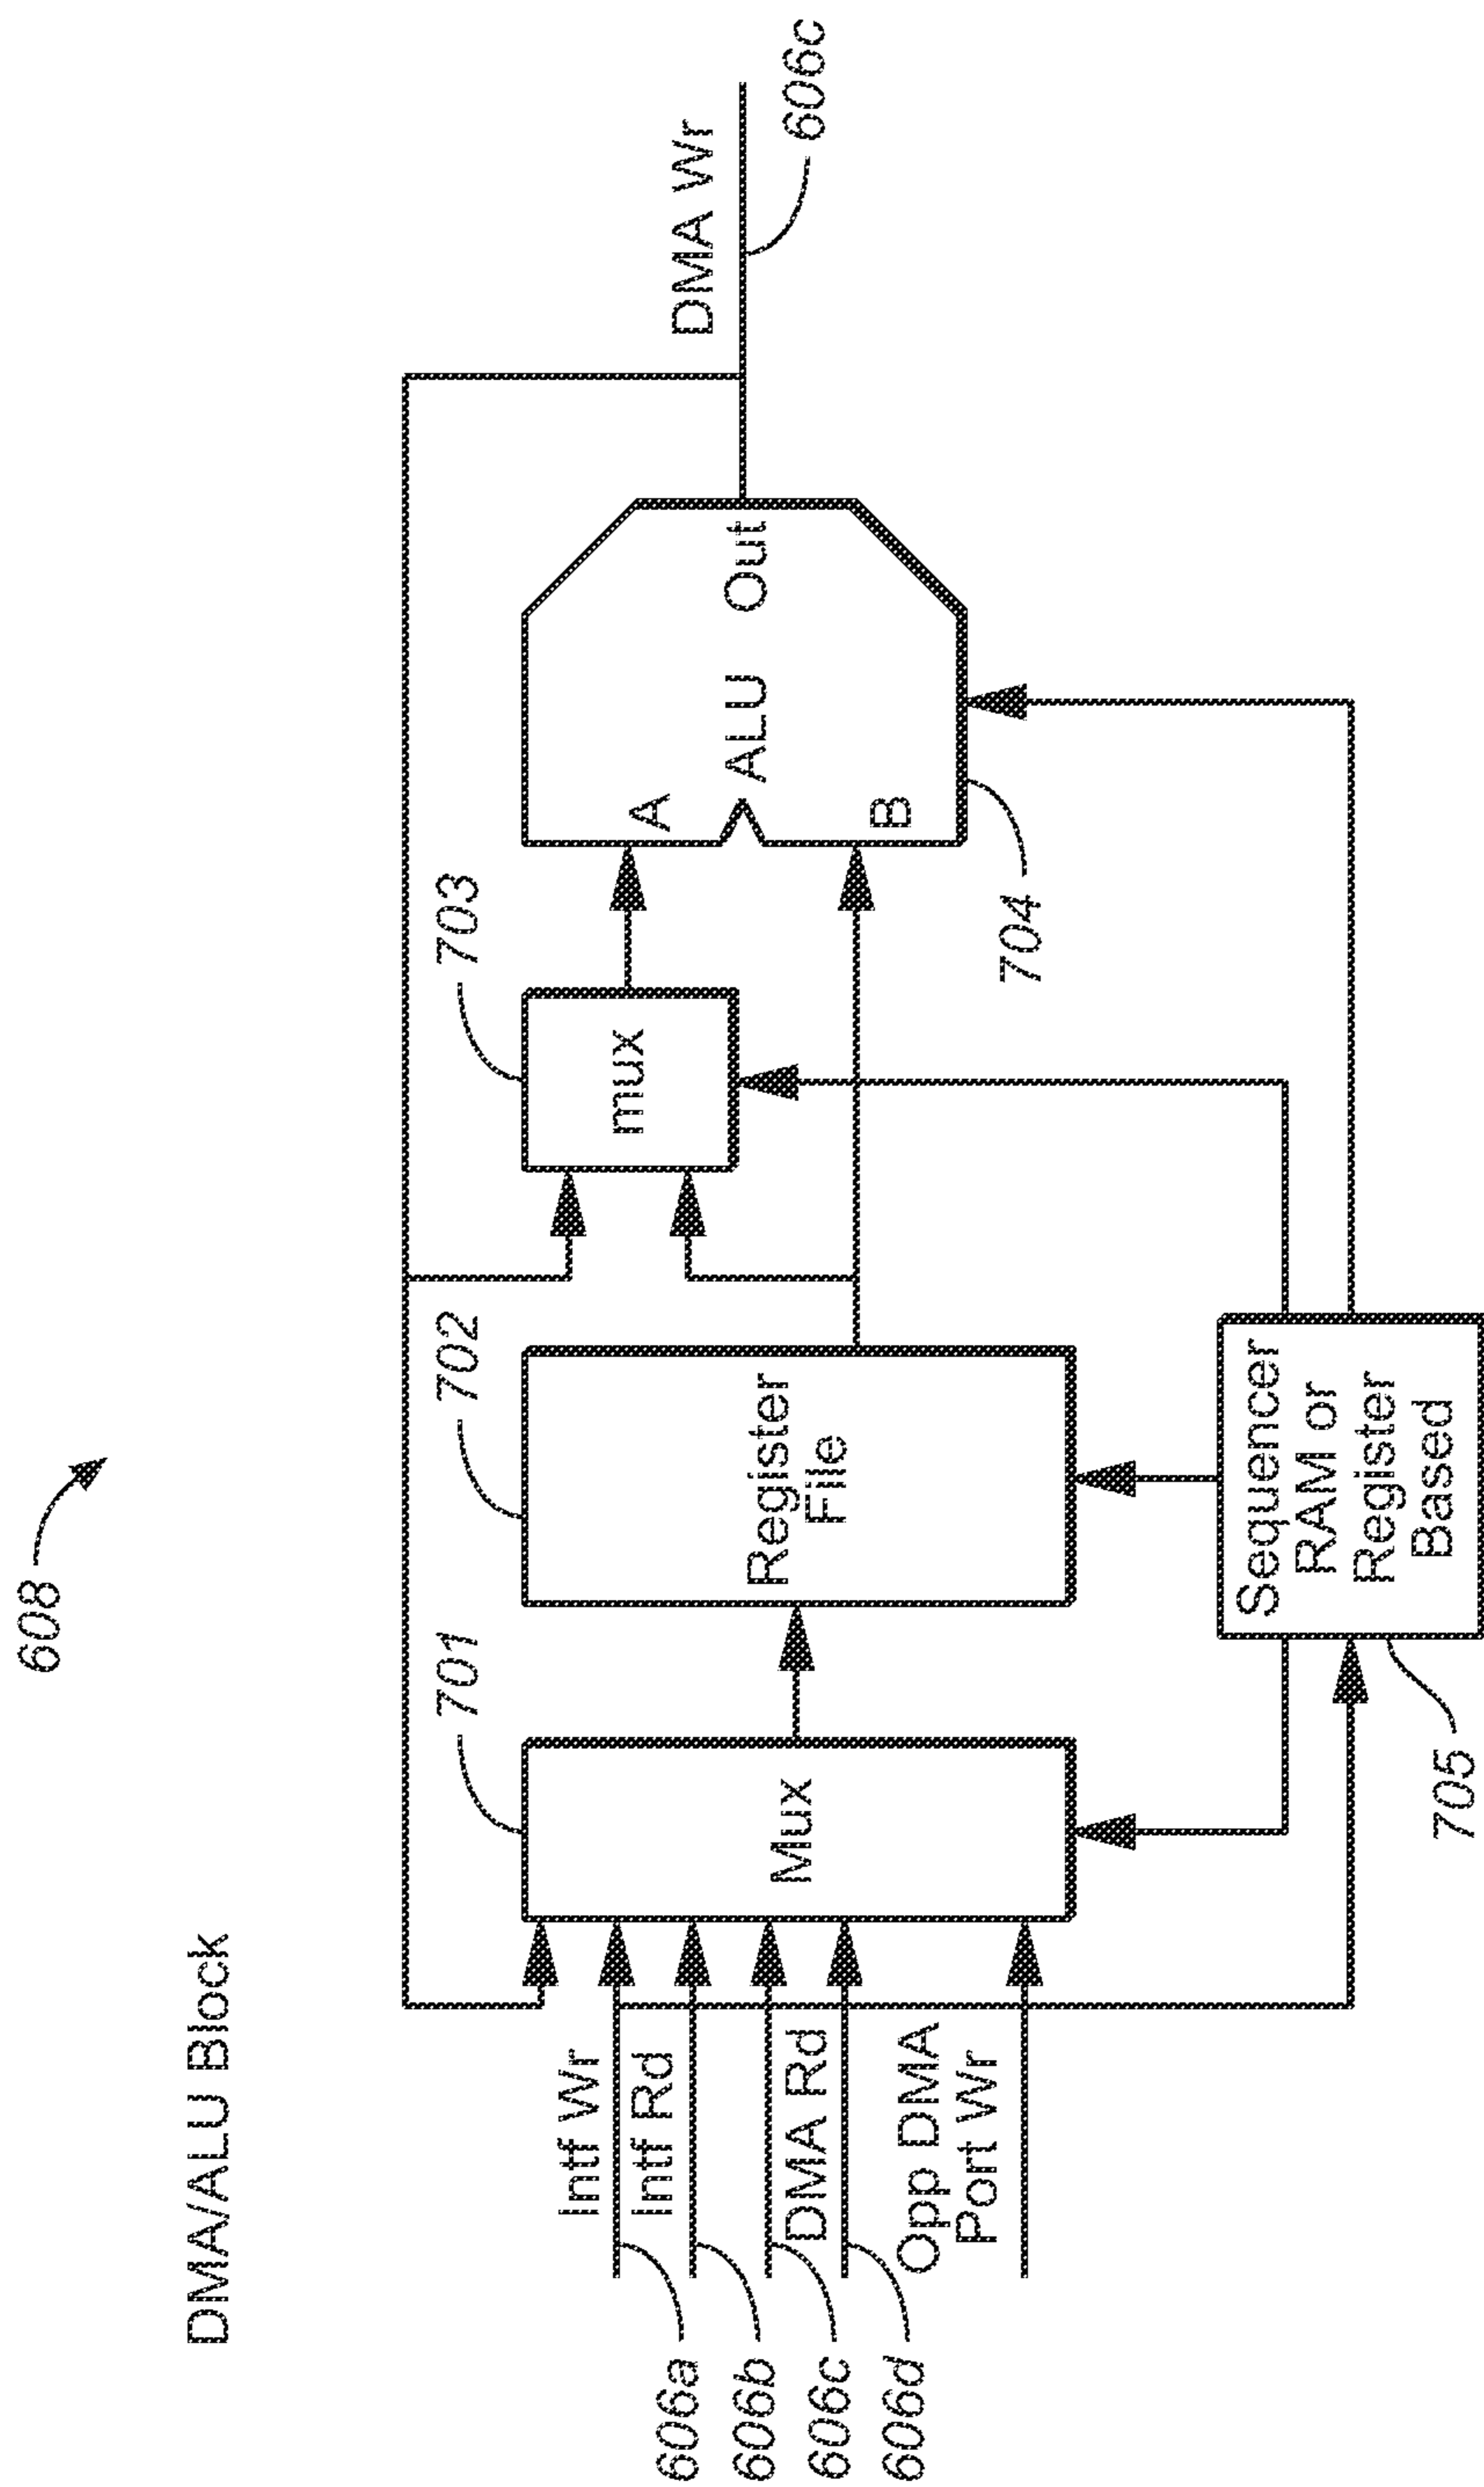 608
DMA/ALU Block
701
702
703
Intf Wr
Intf Rd
DMA Rd
Opp DMA
Port Wr
606a
606b
606c
606d
Mux
Register
File
mux
A
ALU Out
B
704
DMA Wr
606c
Sequencer
RAM or
Register
Based
705